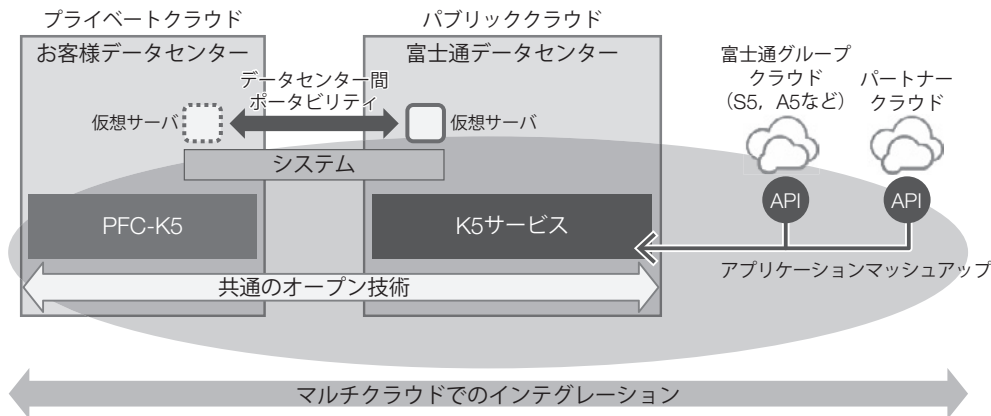 プライベートクラウド
パブリッククラウド
お客様データセンター
富士通データセンター
データセンター間
ポータビリティ
仮想サーバ
仮想サーバ
システム
富士通グループ
クラウド
(S5,A5など)
パートナー
クラウド
API
API
PFC-K5
K5サービス
アプリケーションマッシュアップ
共通のオープン技術
マルチクラウドでのインテグレーション